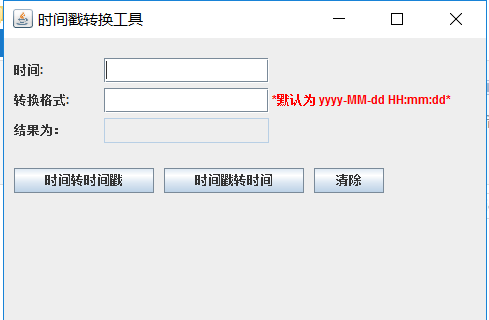 时间戳转换工具
时间:
转换格式: *默认为 yyyy-MM-dd HH:mm:dd*
结果为:
时间转时间戳 时间戳转时间 清除